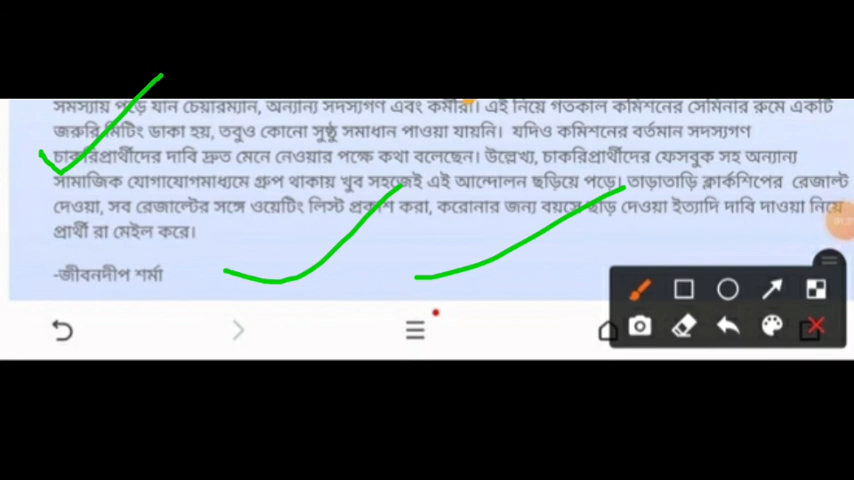 সমস্যায় পড়ে যান চেয়ারম্যান, অন্যান্য সদস্যগণ এবং কর্মীরা। এই নিয়ে গতকাল কমিশনের সেমিনার রুমে একটি
জরুরি মিটিং ডাকা হয়, তবুও কোনো সুষ্ঠু সমাধান পাওয়া যায়নি। যদিও কমিশনের বর্তমান সদস্যগণ
চাকরিপ্রার্থীদের দাবি দ্রুত মেনে নেওয়ার পক্ষে কথা বলেছেন। উল্লেখ্য, চাকরিপ্রার্থীদের ফেসবুক সহ অন্যান্য
সামাজিক যোগাযোগমাধ্যমে গ্রুপ থাকায় খুব সহজেই এই আন্দোলন ছড়িয়ে পড়ে। তাড়াতাড়ি ক্লার্কশিপের রেজাল্ট
দেওয়া, সব রেজাল্টের সঙ্গে ওয়েটিং লিস্ট প্রকাশ করা, করোনার জন্য বয়সে ছাড় দেওয়া ইত্যাদি দাবি দাওয়া নিয়ে
প্রার্থী রা মেইল করে।
-জীবনদীপ শর্মা